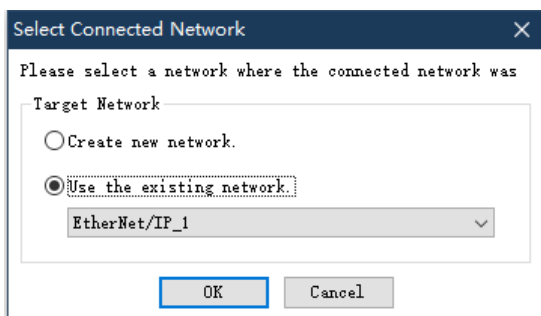 Select Connected Network
Please select a network where the connected network was
Target Network
Create new network.
Use the existing network.
EtherNet/IP_1
OK
Cancel